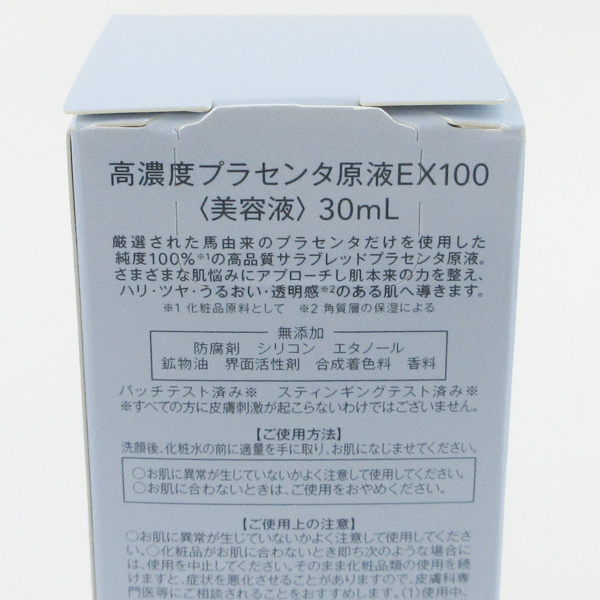 高濃度プラセンタ原液EX100
〈美容液〉30mL
厳選された馬由来のプラセンタだけを使用した
純度100%※1の高品質サラブレッドプラセンタ原液。
さまざまな肌悩みにアプローチし肌本来の力を整え、
ハリ・ツヤ・うるおい・透明感※2のある肌へ導きます。
※1 化粧品原料として ※2 角質層の保湿による
無添加
防腐剤 シリコン エタノール
鉱物油 界面活性剤 合成着色料 香料
パッチテスト済み※ スティンギングテスト済み※
※すべての方に皮膚刺激が起こらないわけではございません。
【ご使用方法】
洗顔後、化粧水の前に適量を手に取り、お肌になじませてください。
○お肌に異常が生じていないかよく注意して使用してください。
○お肌に合わないときは、ご使用をおやめください。
【ご使用上の注意】
○お肌に異常が生じていないかよく注意して使用してくださ
い。○化粧品がお肌に合わないとき即ち次のような場合に
は、使用を中止してください。そのまま化粧品類の使用を続
けますと、症状を悪化させることがありますので、皮膚科専
門医等にご相談されることをおすすめします。(1)使用中、